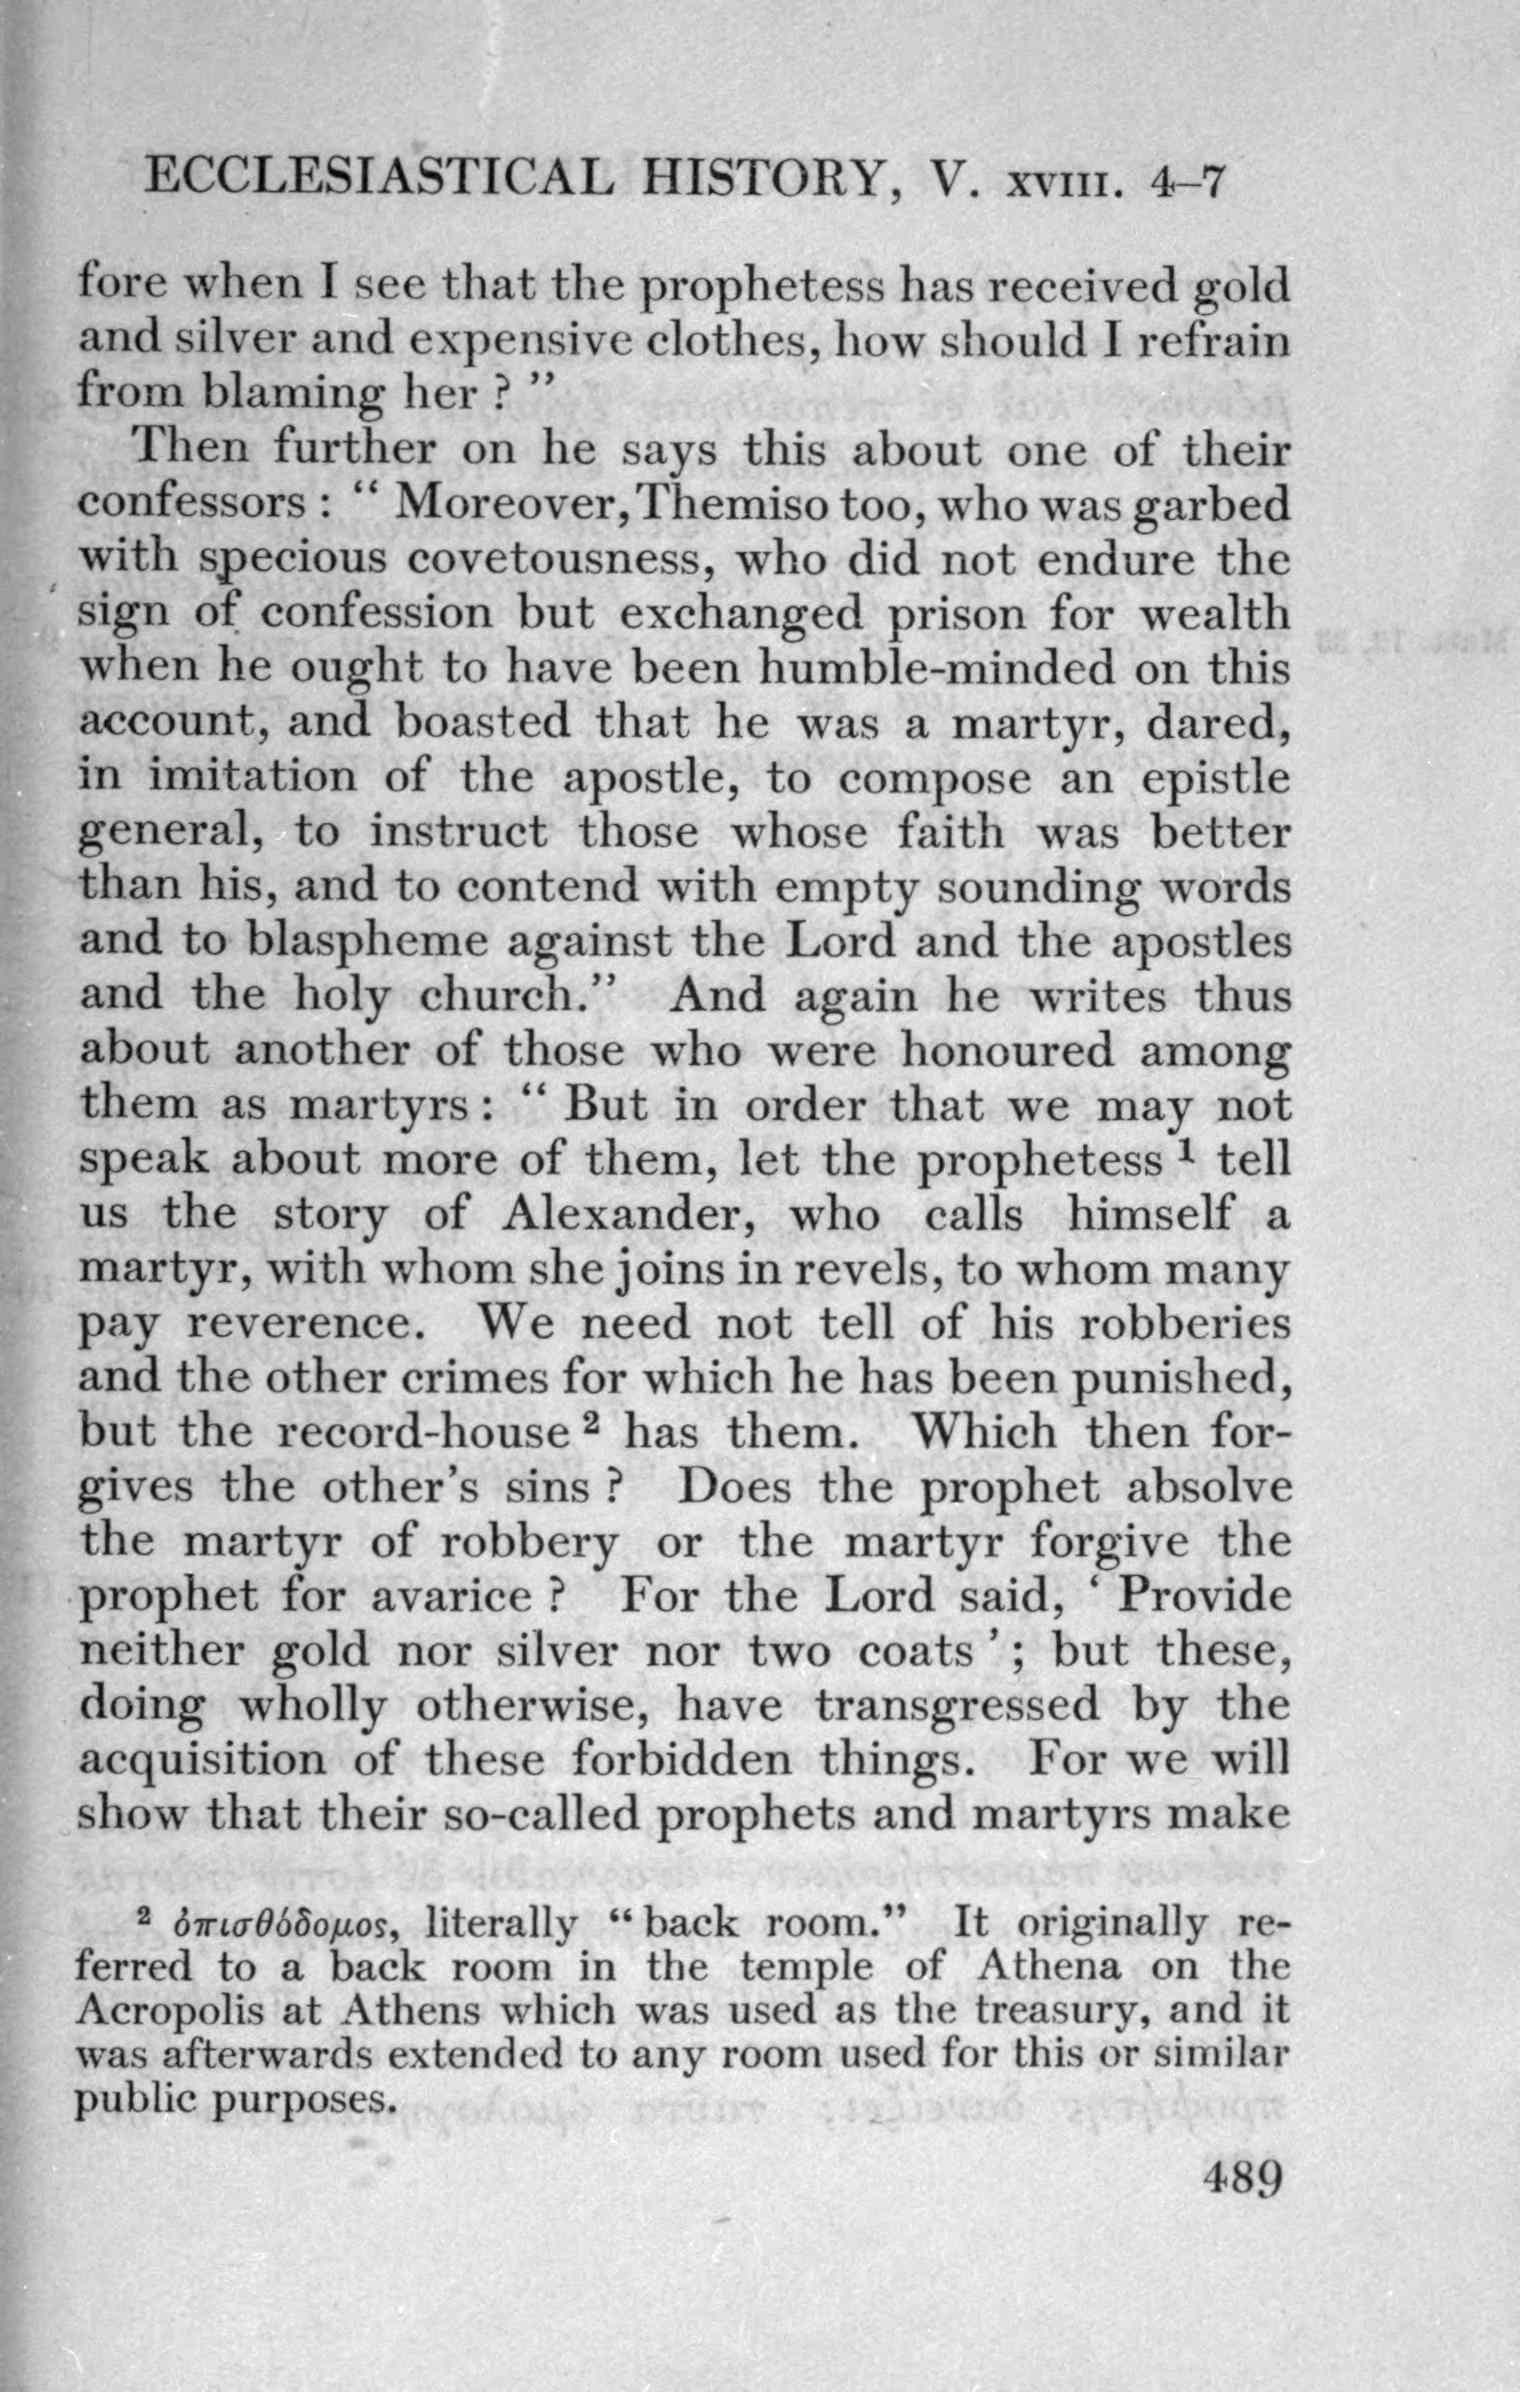 ECCLESIASTICAL HISTORY, V. XVIII. 4–7
fore when I see that the prophetess has received gold
and silver and expensive clothes, how should I refrain
from blaming her ? ”
Then further on he says this about one of their
confessors : “ Moreover, Themiso too, who was garbed
with specious covetousness, who did not endure the
sign of confession but exchanged prison for wealth
when he ought to have been humble-minded on this
account, and boasted that he was a martyr, dared,
in imitation of the apostle, to compose an epistle
general, to instruct those whose faith was better
than his, and to contend with empty sounding words
and to blaspheme against the Lord and the apostles
and the holy church.” And again he writes thus
about another of those who were honoured among
them as martyrs : “ But in order that we may not
speak about more of them, let the prophetess ¹ tell
us the story of Alexander, who calls himself a
martyr, with whom she joins in revels, to whom many
pay reverence. We need not tell of his robberies
and the other crimes for which he has been punished,
but the record-house ² has them. Which then for-
gives the other’s sins ? Does the prophet absolve
the martyr of robbery or the martyr forgive the
prophet for avarice ? For the Lord said, ‘ Provide
neither gold nor silver nor two coats ’ ; but these,
doing wholly otherwise, have transgressed by the
acquisition of these forbidden things. For we will
show that their so-called prophets and martyrs make
² ὀπισθόδομος, literally “ back room.” It originally re-
ferred to a back room in the temple of Athena on the
Acropolis at Athens which was used as the treasury, and it
was afterwards extended to any room used for this or similar
public purposes.
489